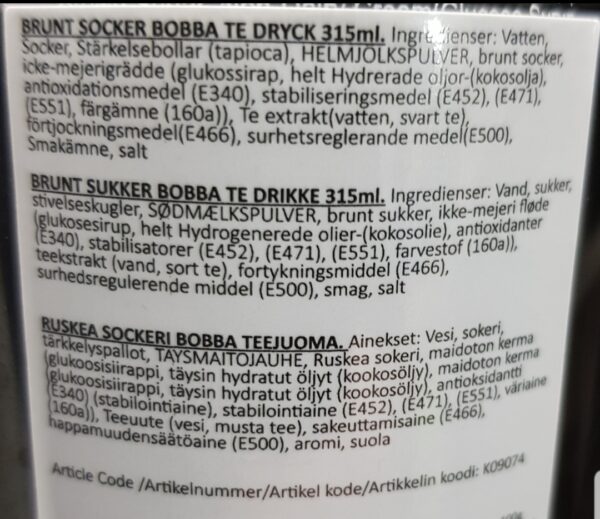 BRUNT SOCKER BOBBA TE DRYCK 315ml. Ingredienser: Vatten,
Socker, Stärkelsebollar (tapioca), HELMJÖLKSPULVER, brunt socker,
icke-mejerigrädde (glukossirap, helt Hydrerade oljor-(kokosolja),
antioxidationsmedel (E340), stabiliseringsmedel (E452), (E471),
(E551), färgämne (160a)), Te extrakt(vatten, svart te),
förtjockningsmedel(E466), surhetsreglerande medel(E500),
Smakämne, salt
BRUNT SUKKER BOBBA TE DRIKKE 315ml. Ingredienser: Vand, sukker,
stivelseskugler, SØDMÆLKSPULVER, brunt sukker, ikke-mejeri fløde
(glukosesirup, helt Hydrogenerede olier-(kokosolie), antioxidanter
(E340), stabilisatorer (E452), (E471), (E551), farvestof (160a)),
teekstrakt (vand, sort te), fortykningsmiddel (E466),
surhedsregulerende middel (E500), smag, salt
RUSKEA SOCKERI BOBBA TEEJUOMA. Ainekset: Vesi, sokeri,
tärkkelyspallot, TÄYSMAITOJAUHE, Ruskea sokeri, maidoton kerma
(glukoosisiirappi, täysin hydratut öljyt (kookosöljy), maidoton kerma
(glukoosisiirappi, täysin hydratut öljyt (kookosöljy), antioksidantti
(E340) (stabilointiaine), stabilointiaine (E452), (E471), (E551), väriaine
(160a)), Teeuute (vesi, musta tee), sakeuttamisaine (E466),
happamuudensäätöaine (E500), aromi, suola
Article Code /Artikelnummer/Artikel kode/Artikkelin koodi: K09074